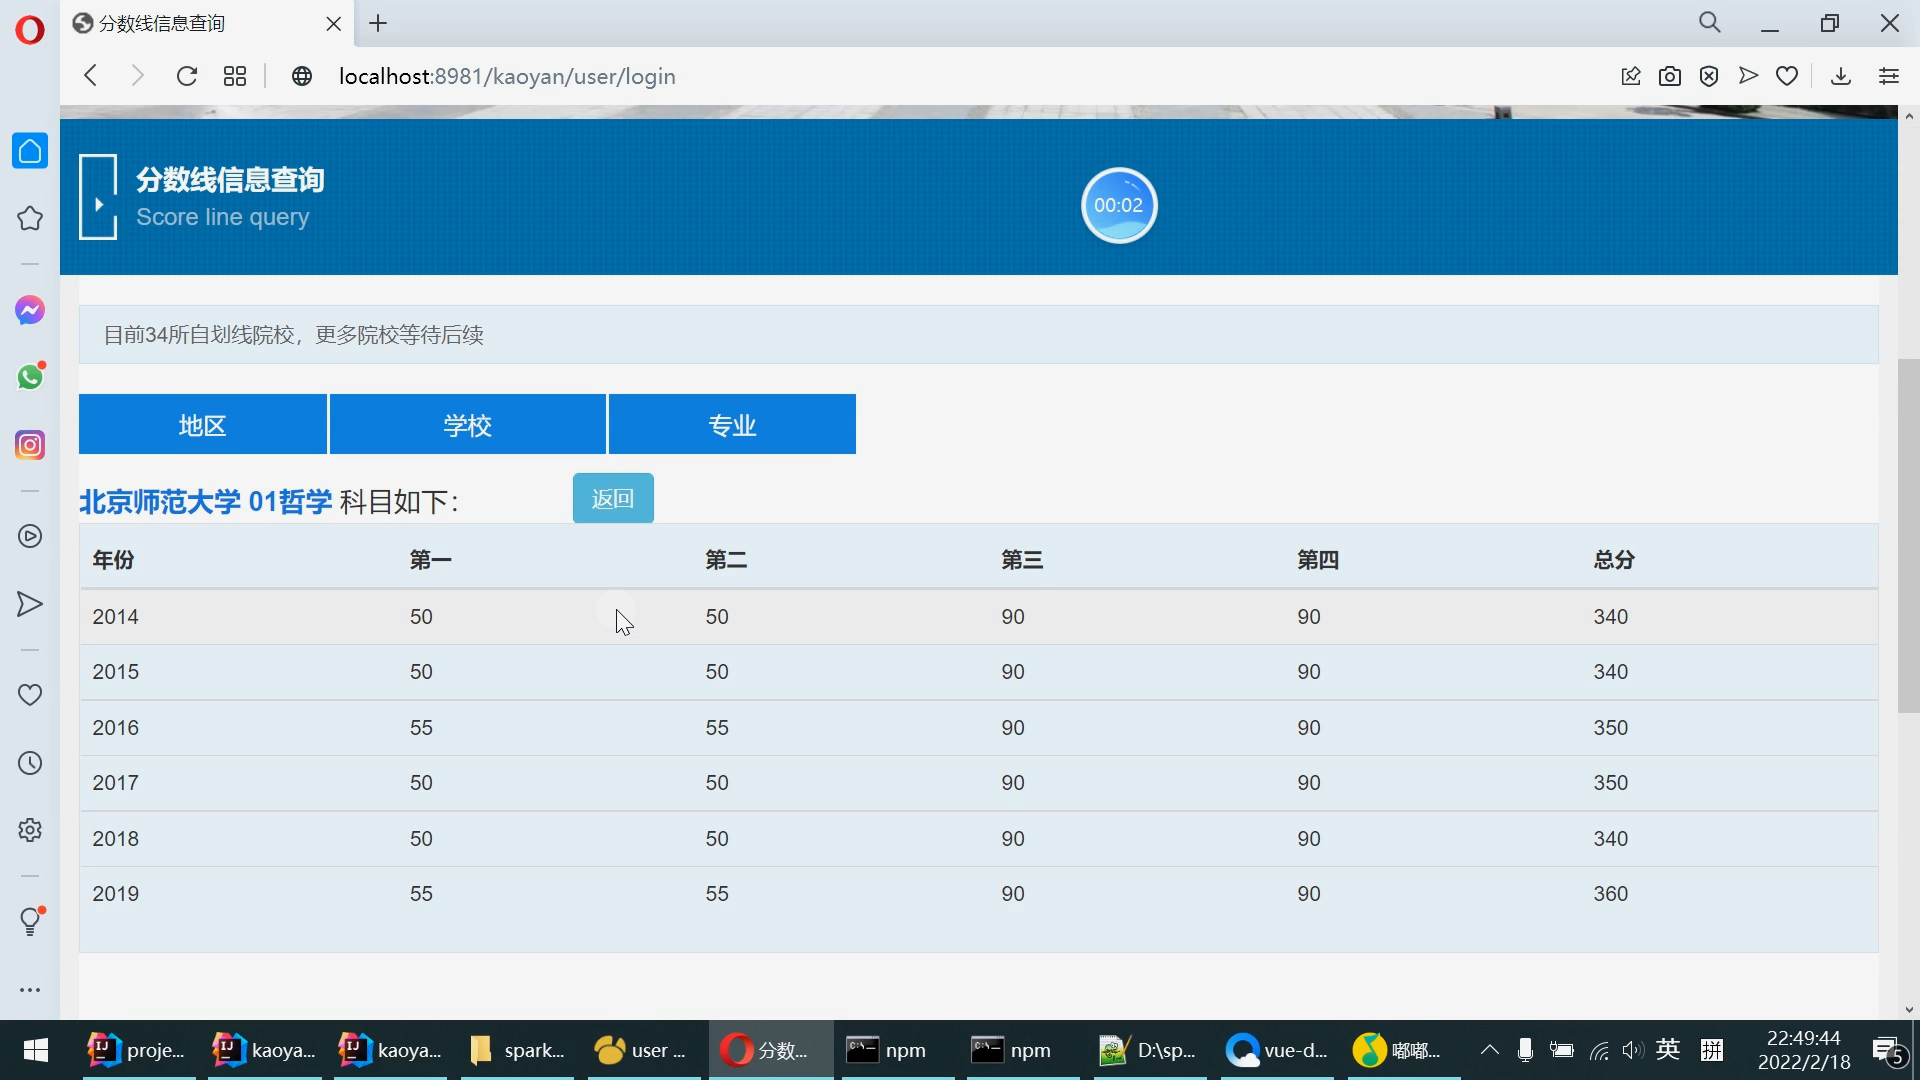 分数线信息查询
localhost:8981/kaoyan/user/login
分数线信息查询
Score line query
00:02
目前34所自划线院校，更多院校等待后续
地区 学校 专业
北京师范大学 01哲学 科目如下： 返回
年份 第一 第二 第三 第四 总分
2014 50 50 90 90 340
2015 50 50 90 90 340
2016 55 55 90 90 350
2017 50 50 90 90 350
2018 50 50 90 90 340
2019 55 55 90 90 360
proje... kaoya... kaoya... spark... user ... 分数... npm npm D:\sp... vue-d... 嘟嘟... 英 拼 22:49:44
2022/2/18 5